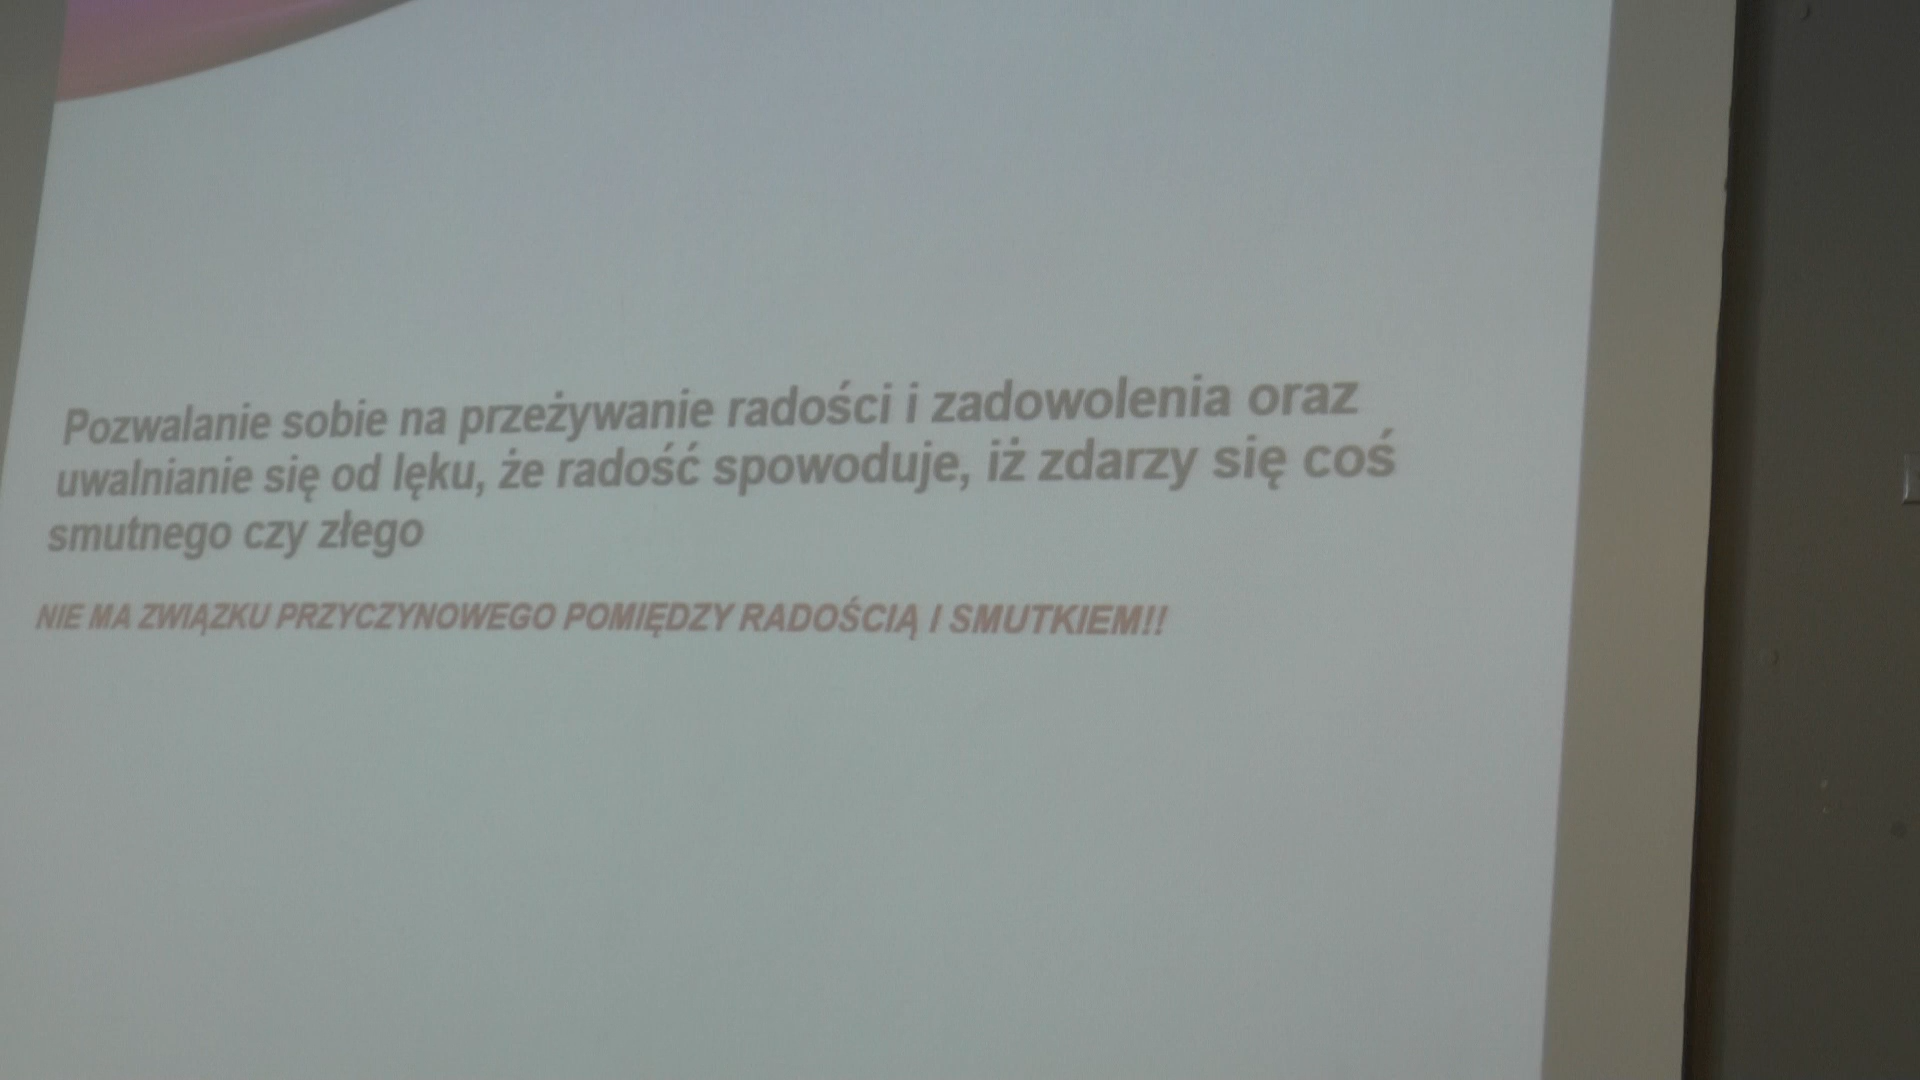 Pozwalanie sobie na przeżywanie radości i zadowolenia oraz
uwalnianie się od lęku, że radość spowoduje, iż zdarzy się coś
smutnego czy złego
NIE MA ZWIĄZKU PRZYCZYNOWEGO POMIĘDZY RADOŚCIĄ I SMUTKIEM!!